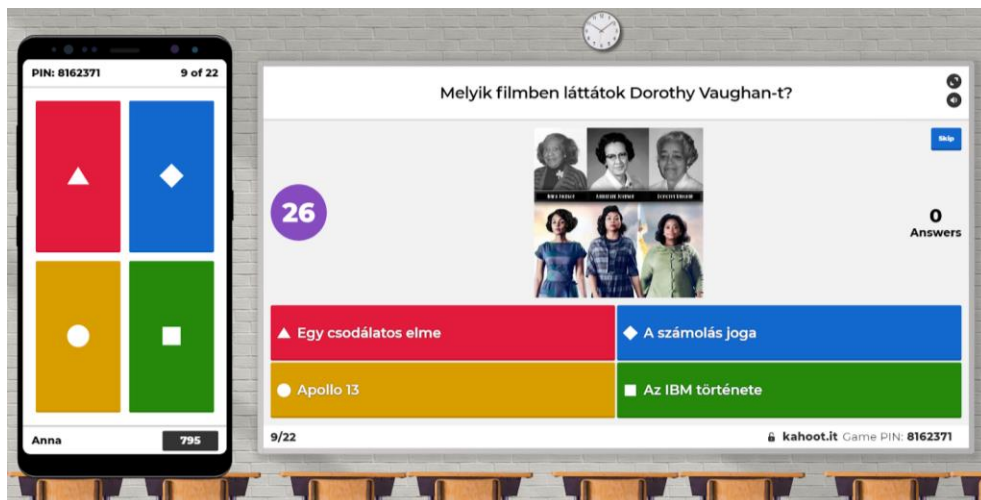 PIN: 8162371 9 of 22
Anna 795
Melyik filmben láttátok Dorothy Vaughan-t?
Skip
26
0
Answers
Egy csodálatos elme
A számolás joga
Apollo 13
Az IBM története
9/22
kahoot.it Game PIN: 8162371